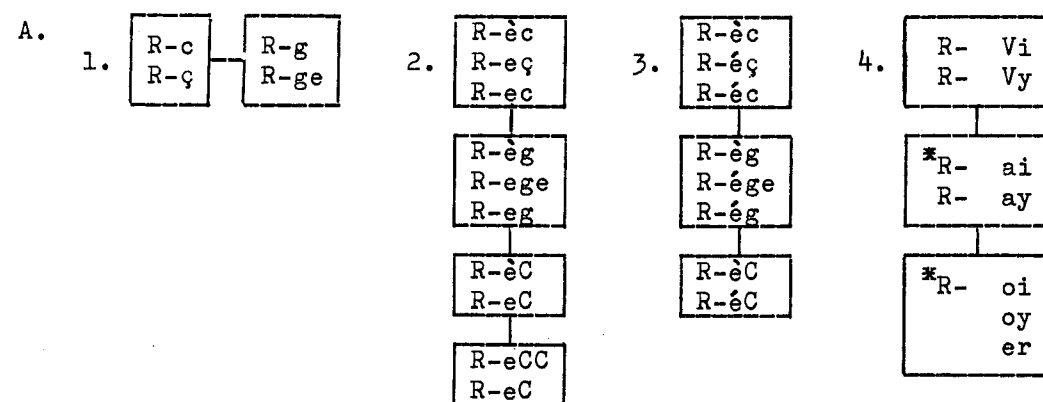 A.
1.
R-c
R-ç
R-g
R-ge
2.
R-èc
R-eç
R-ec
R-èg
R-ege
R-eg
R-èC
R-eC
R-eCC
R-eC
3.
R-èc
R-éç
R-éc
R-èg
R-ége
R-ég
R-èC
R-éC
4.
R- Vi
R- Vy
*R- ai
R- ay
*R- oi
oy
er